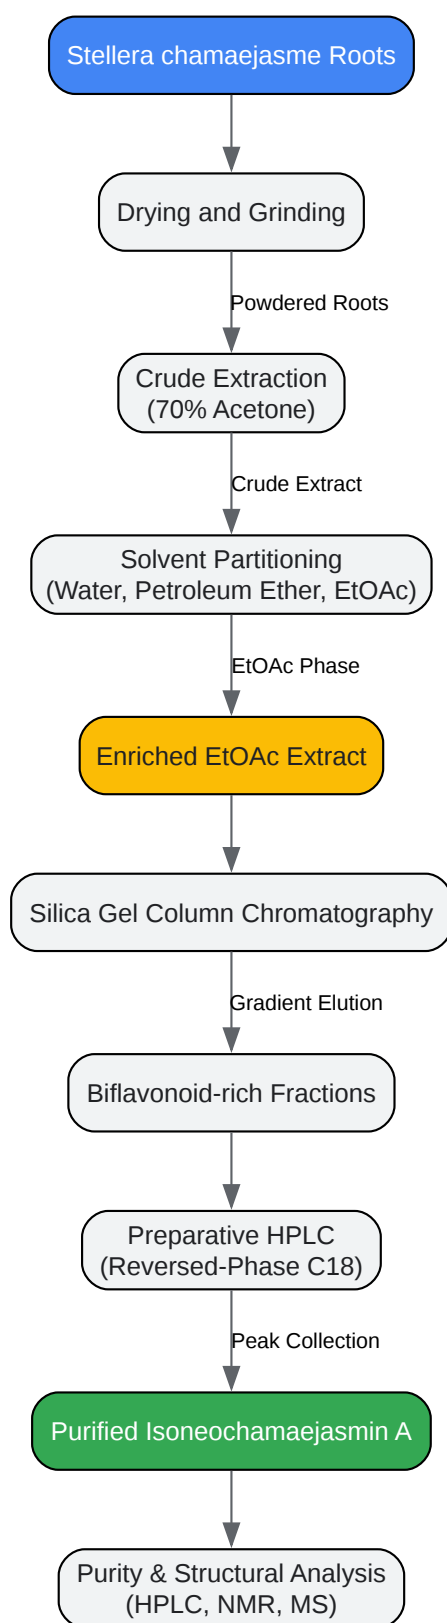 Stellera chamaejasme Roots
Drying and Grinding
Powdered Roots
Crude Extraction
(70% Acetone)
Crude Extract
Solvent Partitioning
(Water, Petroleum Ether, EtOAc)
EtOAc Phase
Enriched EtOAc Extract
Silica Gel Column Chromatography
Gradient Elution
Biflavonoid-rich Fractions
Preparative HPLC
(Reversed-Phase C18)
Peak Collection
Purified Isoneochamaejasmin A
Purity & Structural Analysis
(HPLC, NMR, MS)